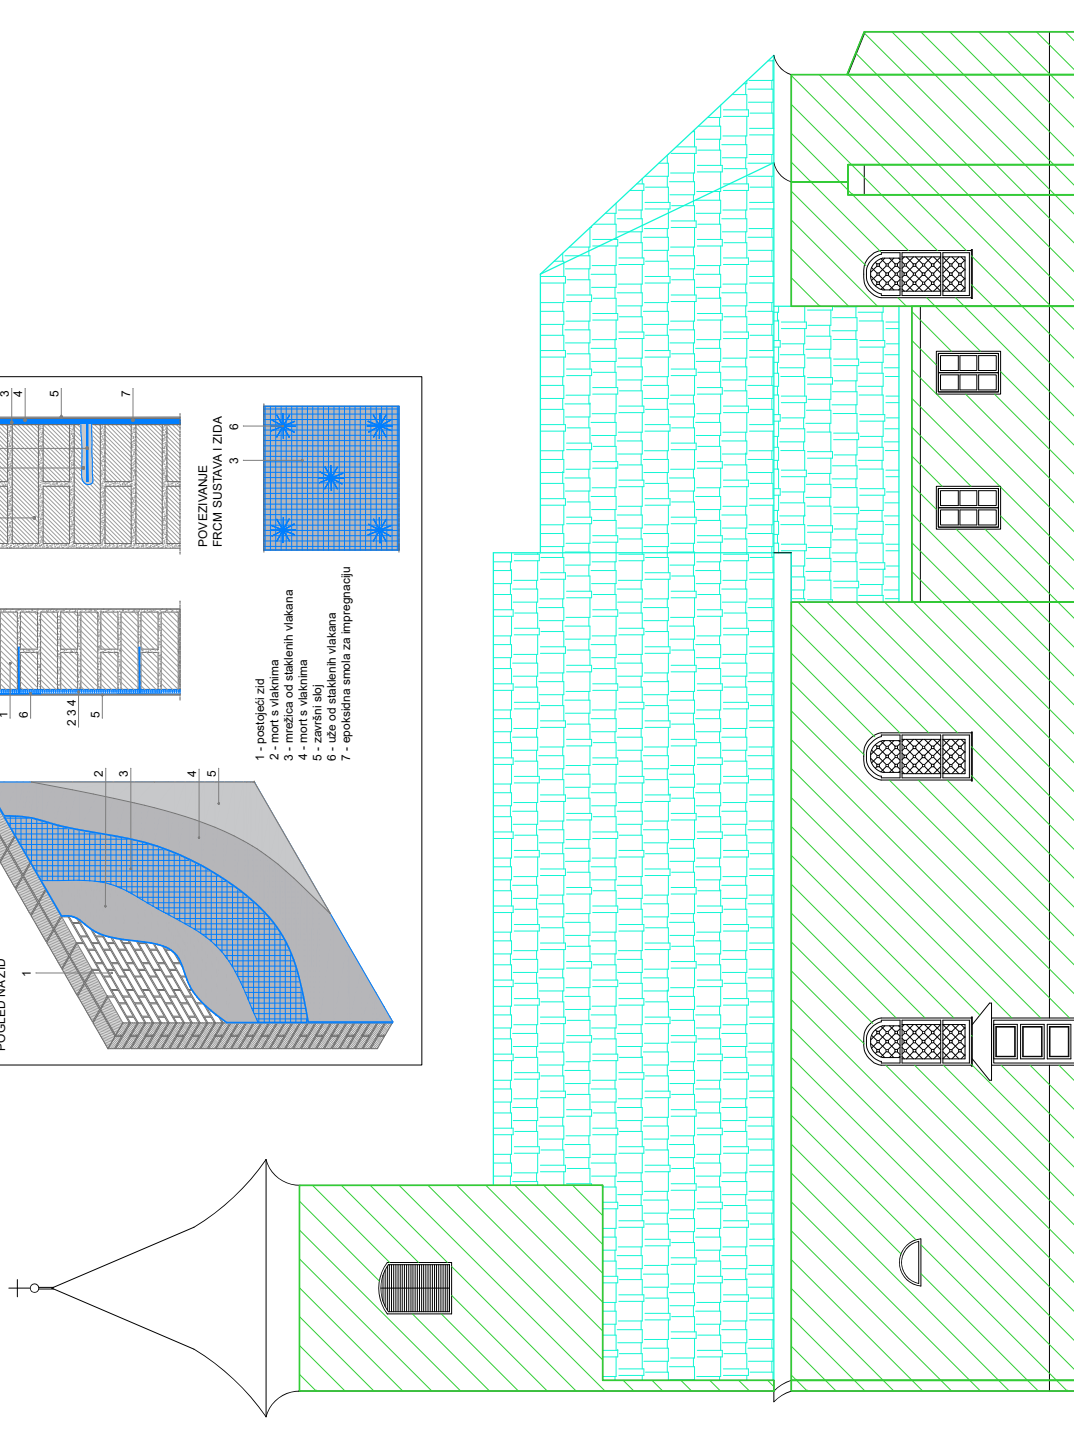 POGLED NA ZID
1
2
3
4
5
1
6
2 3 4
5
3
4
5
7
POVEZIVANJE
FRCM SUSTAVA I ZIDA
3
6
1 - postojeći zid
2 - mort s vlaknima
3 - mrežica od staklenih vlakana
4 - mort s vlaknima
5 - završni sloj
6 - uže od staklenih vlakana
7 - epoksidna smola za impregnaciju